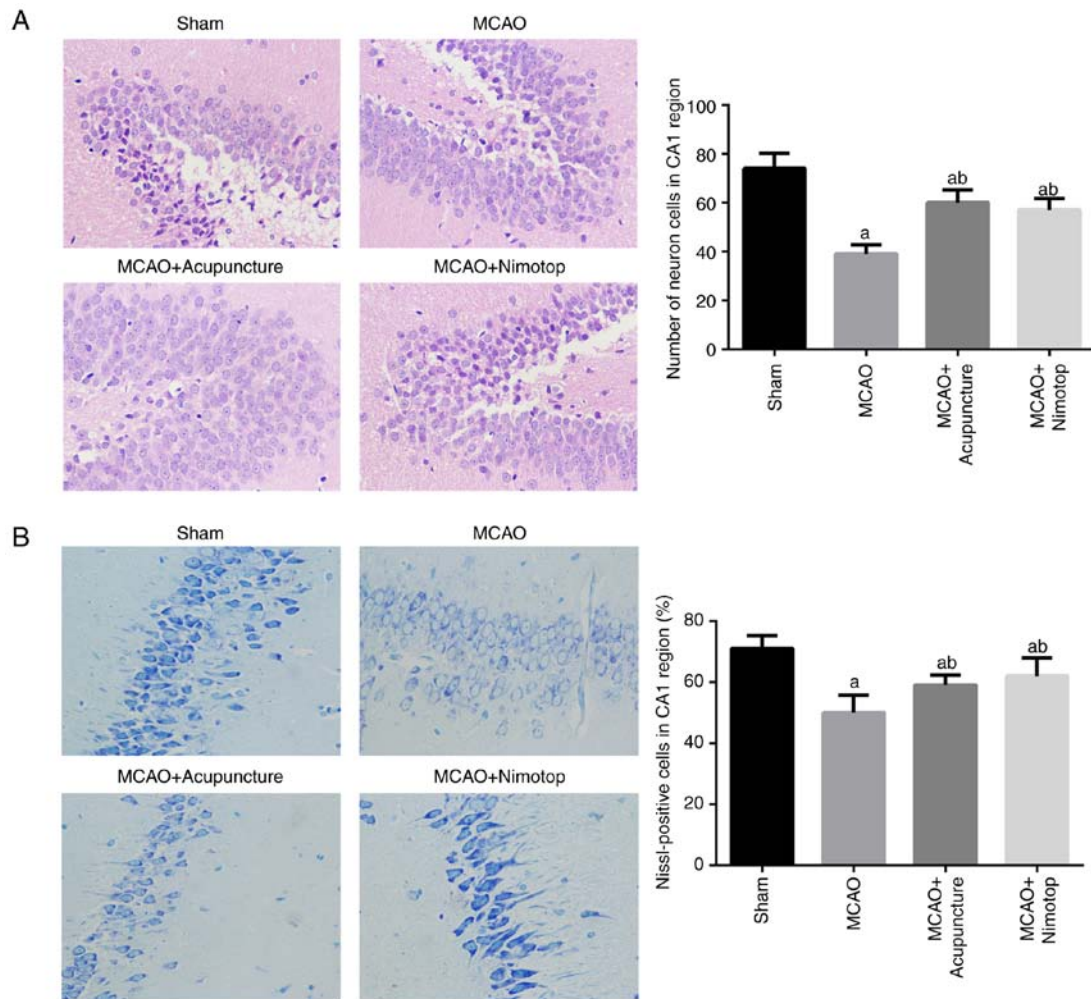 A
Sham
MCAO
MCAO+Acupuncture
MCAO+Nimotop
Number of neuron cells in CA1 region
100
80
60
40
20
0
a
ab
ab
Sham
MCAO
MCAO+
Acupuncture
MCAO+
Nimotop
B
Sham
MCAO
MCAO+Acupuncture
MCAO+Nimotop
Nissl-positive cells in CA1 region (%)
80
60
40
20
0
a
ab
ab
Sham
MCAO
MCAO+
Acupuncture
MCAO+
Nimotop